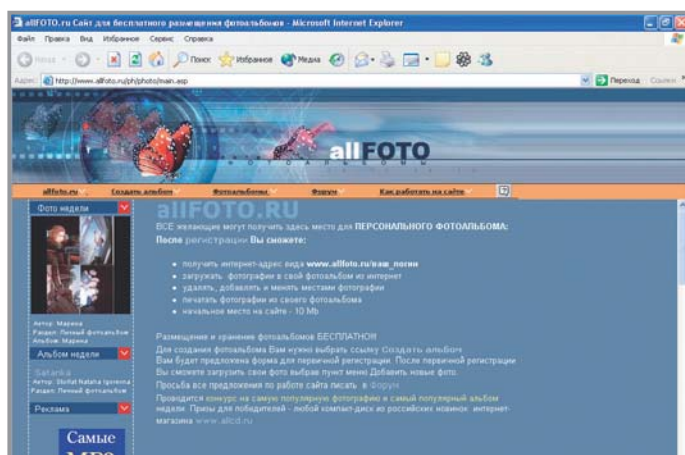 allFOTO.ru Сайт для бесплатного размещения фотоальбомов - Microsoft Internet Explorer
Файл Правка Вид Избранное Сервис Справка
Назад Поиск Избранное Медиа
Адрес: http://www.allfoto.ru/ph/photo/main.asp Переход Ссылки
allFOTO
ФОТОАЛЬБОМЫ
allfoto.ru Создать альбом Фотоальбомы Форум Как работать на сайте
Фото недели
Автор: Марина
Раздел: Личный фотоальбом
Альбом: Марина
Альбом недели
Satanka
Автор: Stollat Natalia Igorevna
Раздел: Личный фотоальбом
Реклама
Самые
MP3
allFOTO.RU
ВСЕ желающие могут получить здесь место для ПЕРСОНАЛЬНОГО ФОТОАЛЬБОМА:
После регистрации Вы сможете:
• получить интернет-адрес вида www.allfoto.ru/ваш_логин
• загружать фотографии в свой фотоальбом из интернет
• удалять, добавлять и менять местами фотографии
• печатать фотографии из своего фотоальбома
• начальное место на сайте - 10 Mb
Размещение и хранение фотоальбомов БЕСПЛАТНО!!!
Для создания фотоальбома Вам нужно выбрать ссылку Создать альбом
Вам будет предложена форма для первичной регистрации. После первичной регистрации
Вы сможете загрузить свои фото выбрав пункт меню Добавить новые фото.
Просьба все предложения по работе сайта писать в Форум
Проводится конкурс на самую популярную фотографию и самый популярный альбом
недели. Призы для победителей - любой компакт-диск из российских новинок интернет-
магазина www.allcd.ru